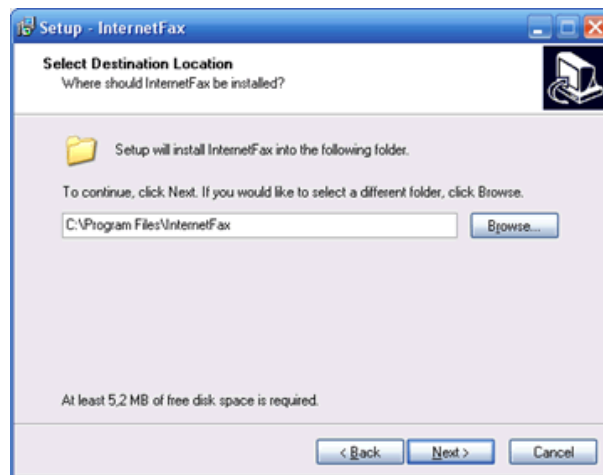 Setup - InternetFax
Select Destination Location
Where should InternetFax be installed?
Setup will install InternetFax into the following folder.
To continue, click Next. If you would like to select a different folder, click Browse.
C:\Program Files\InternetFax
Browse...
At least 5,2 MB of free disk space is required.
< Back
Next >
Cancel